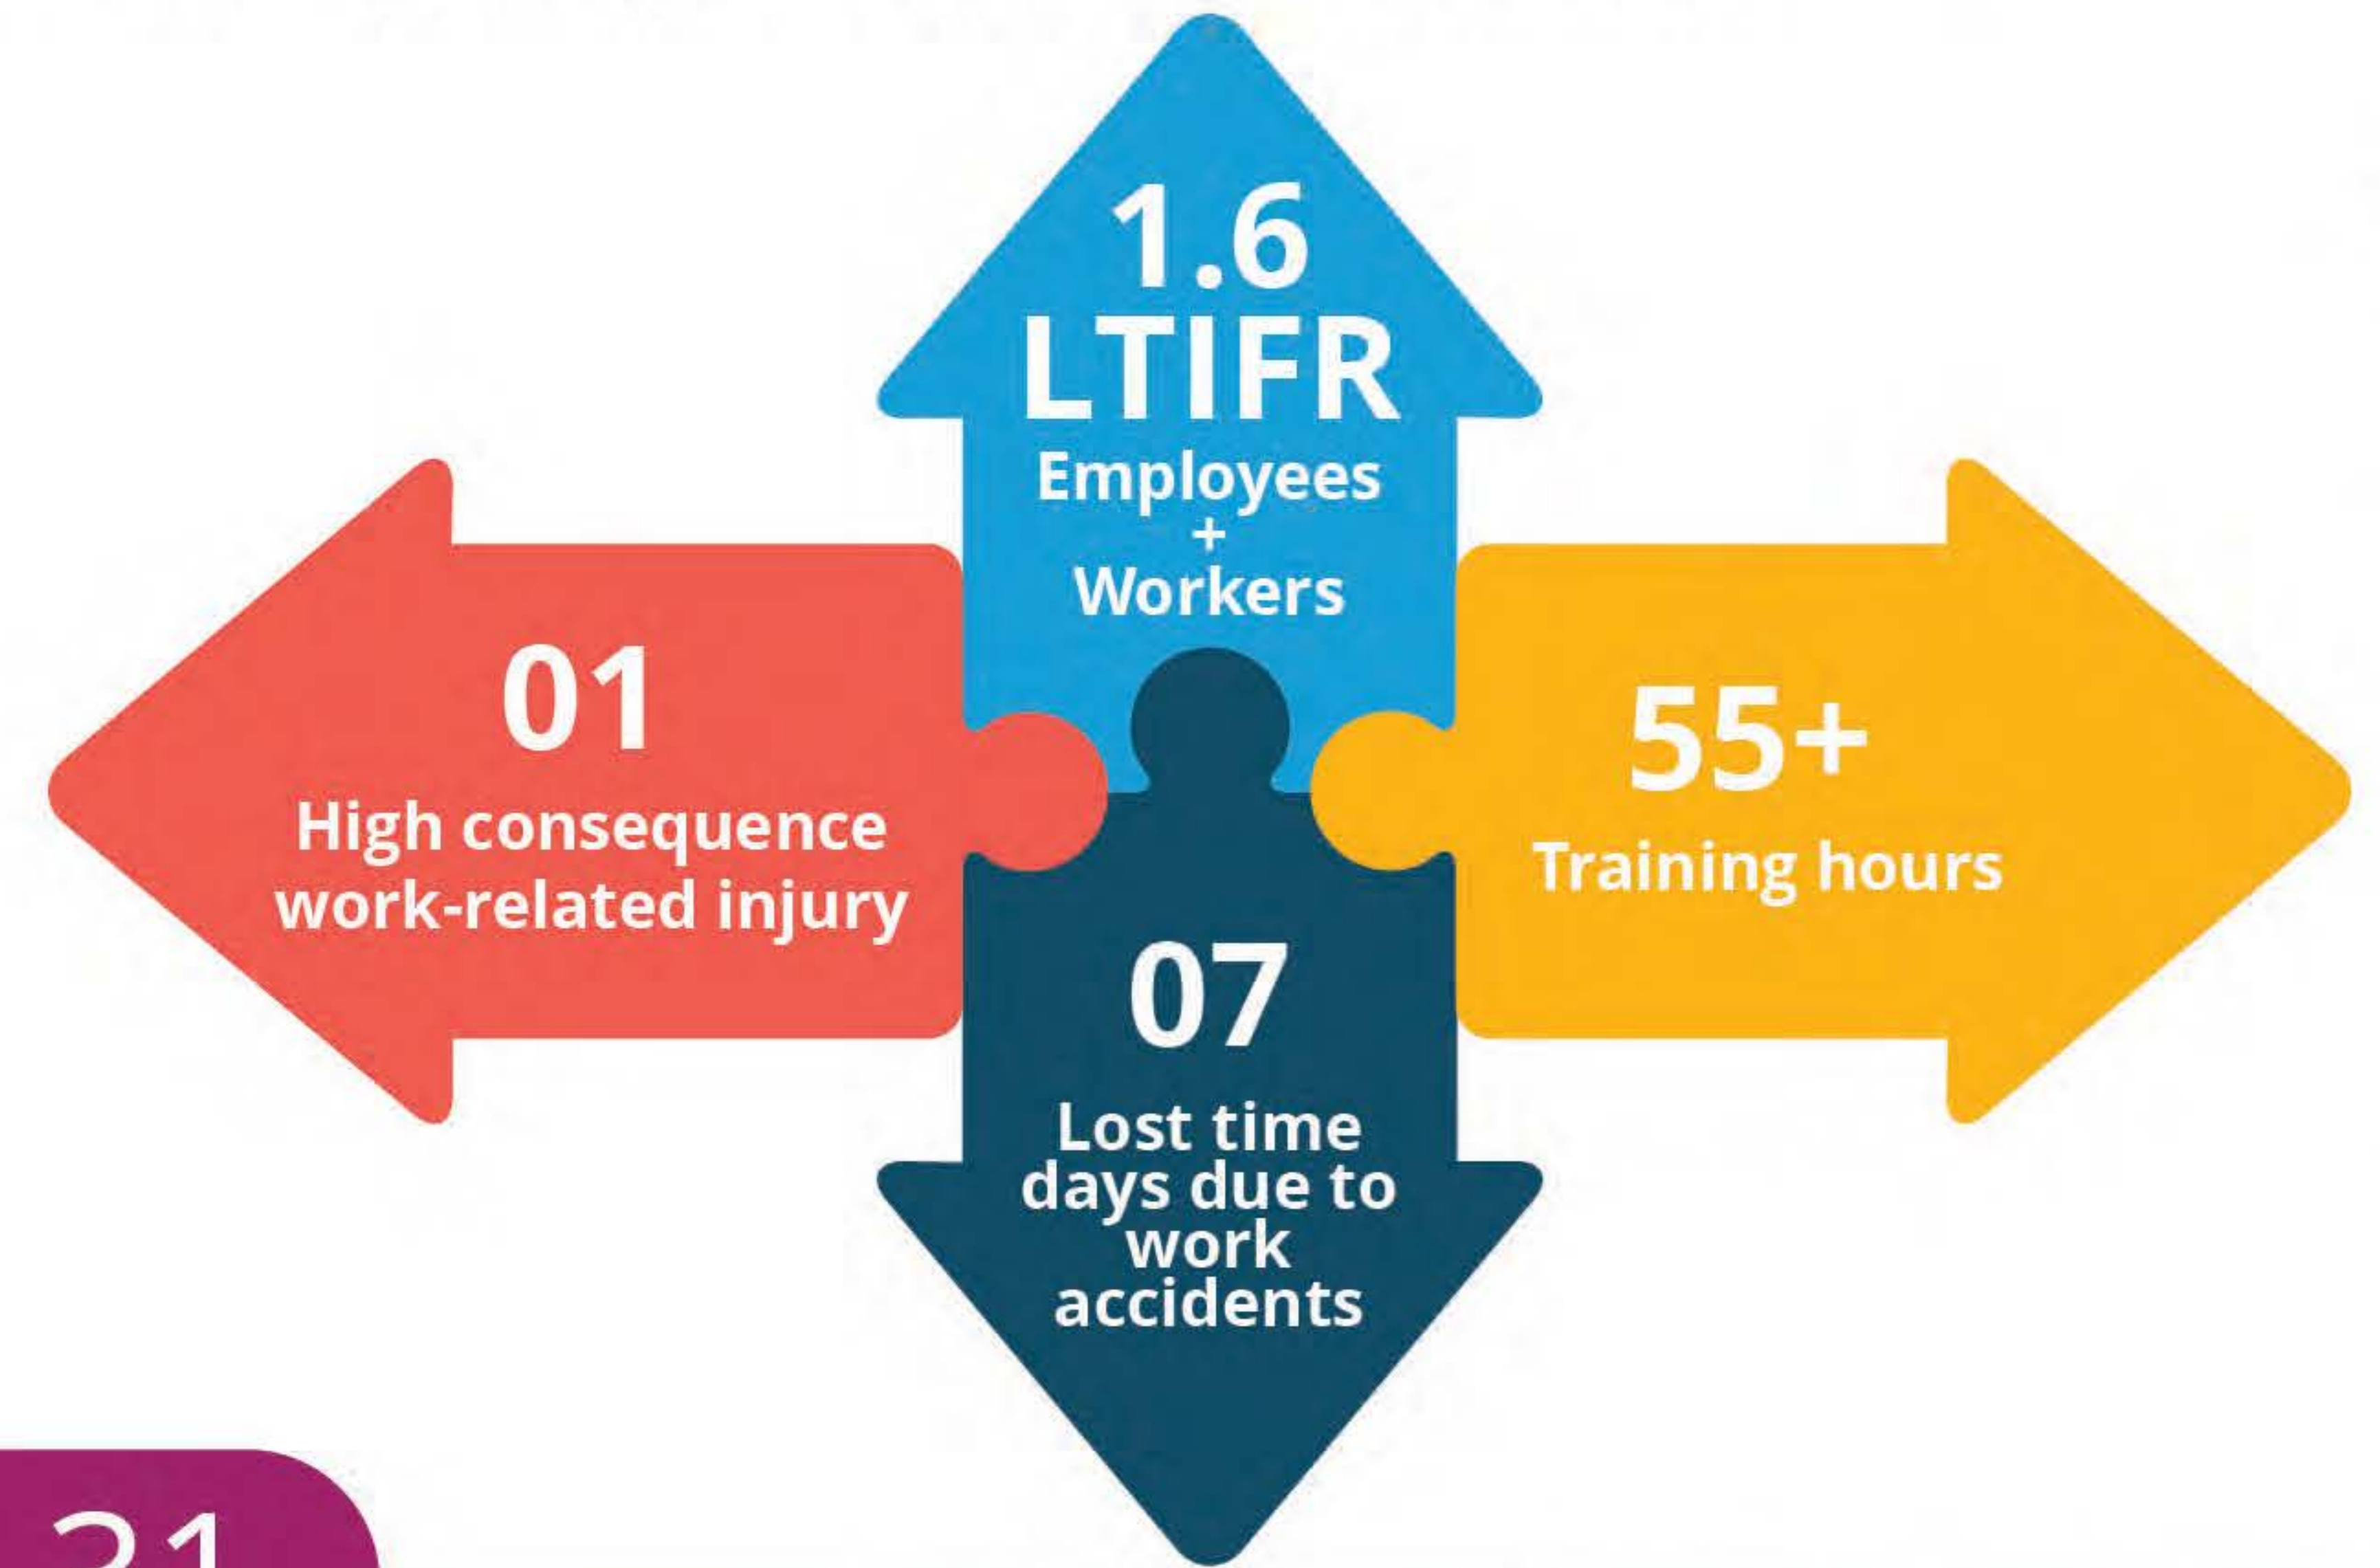 1.6
LTIFR
Employees
+
Workers
01
High consequence
work-related injury
55+
Training hours
07
Lost time
days due to
work
accidents